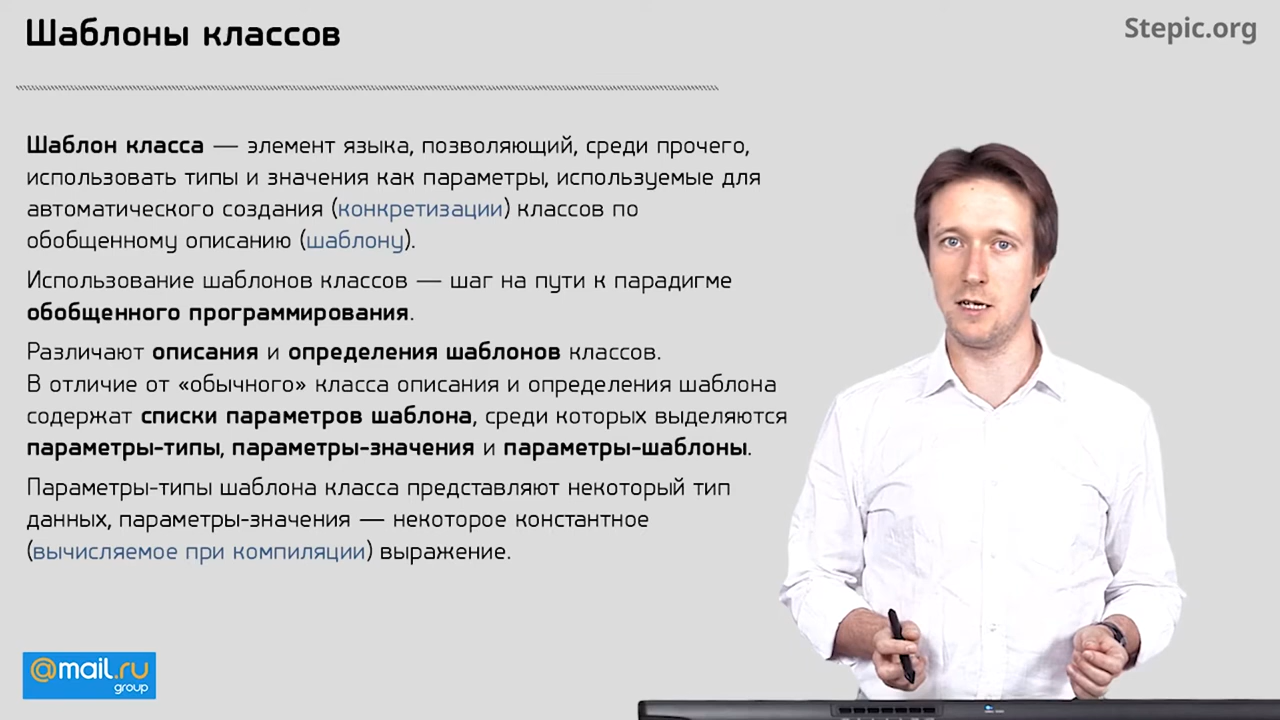 Шаблоны классов
Stepic.org
Шаблон класса — элемент языка, позволяющий, среди прочего,
использовать типы и значения как параметры, используемые для
автоматического создания (конкретизации) классов по
обобщенному описанию (шаблону).
Использование шаблонов классов — шаг на пути к парадигме
обобщенного программирования.
Различают описания и определения шаблонов классов.
В отличие от «обычного» класса описания и определения шаблона
содержат списки параметров шаблона, среди которых выделяются
параметры-типы, параметры-значения и параметры-шаблоны.
Параметры-типы шаблона класса представляют некоторый тип
данных, параметры-значения — некоторое константное
(вычисляемое при компиляции) выражение.
@mail.ru
group